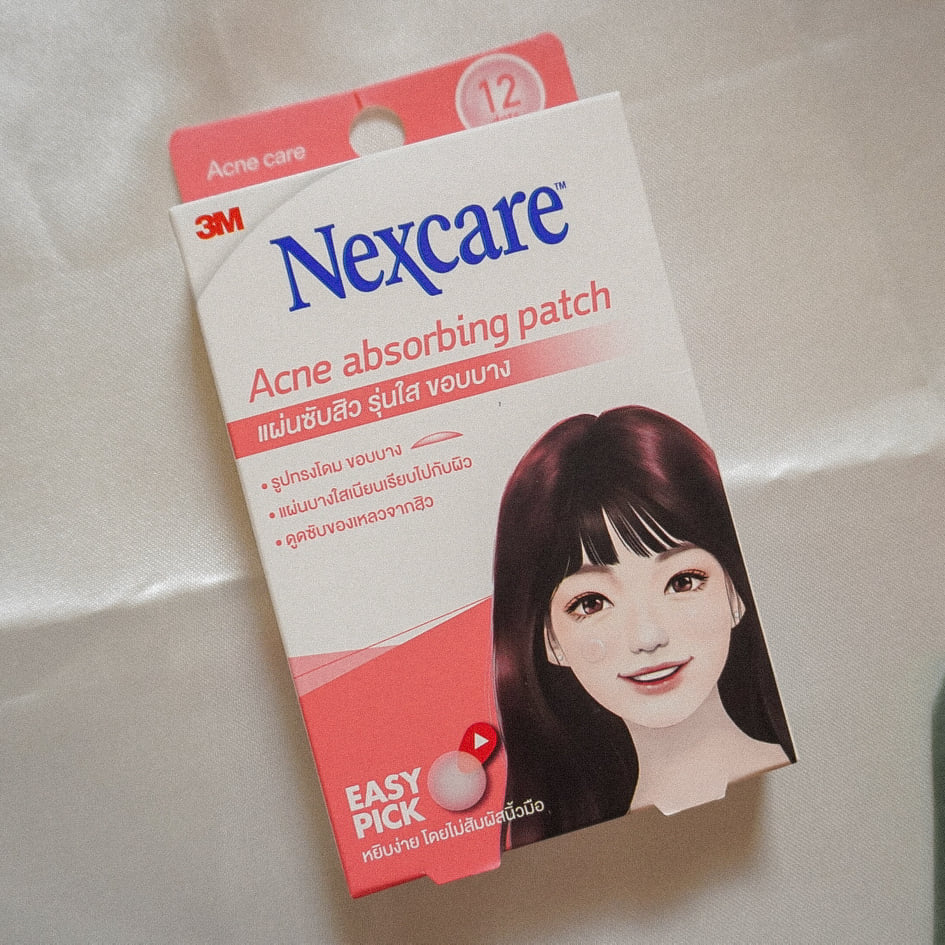 12
Acne care
3M
Nexcare™
Acne absorbing patch
แผ่นซับสิว รุ่นใส ขอบบาง
• รูปทรงโดม ขอบบาง
• แผ่นบางใสเนียนเรียบไปกับผิว
• ดูดซับของเหลวจากสิว
EASY
PICK
หยิบง่าย โดยไม่สัมผัสนิ้วมือ